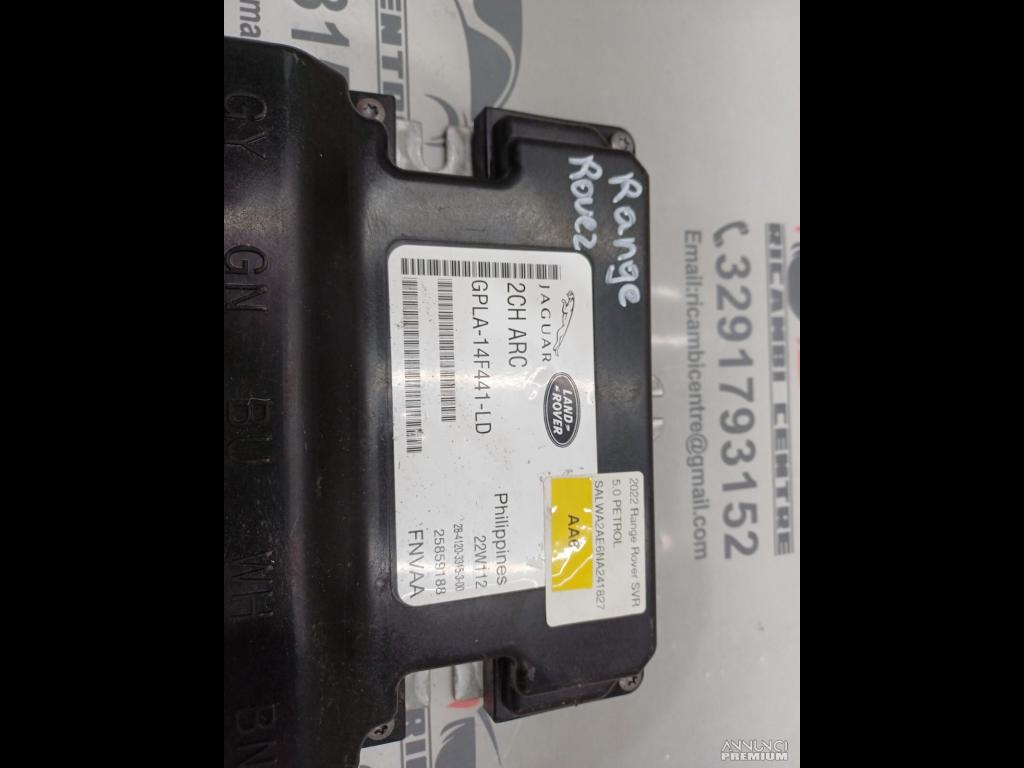 Range
Rover
JAGUAR
LAND-
-ROVER
2CH ARC
GPLA-14F441-LD
Philippines
22W112
28-4120-3315-3-00
25859188
FNVAA
2022 Range Rover SVR
5.0 PETROL
SALWA2AE6NA241827
GY
GN
BU
WH
BN
RICAMBI CENTRE
3291793152
Email:ricambicentre@gmail.com
ANNUNCI
PREMIUM